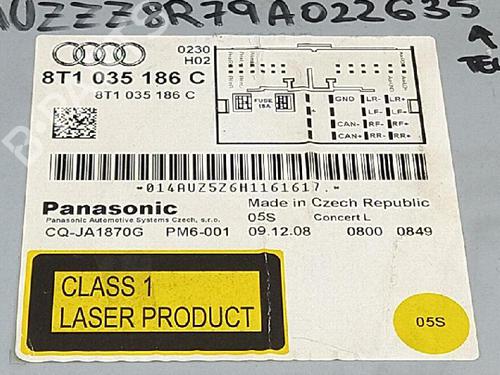 AUZZZ8R79A022635
0230
H02
8T1 035 186 C
8T1 035 186 C
FUSE
15A
GND LR- LR+
+ LF- LF+
CAN- RF- RF+
CAN+ RR- RR+
*014AUZ5Z6H1161617.*
Panasonic
Panasonic Automotive Systems Czech, s.r.o.
Made in Czech Republic
05S Concert L
CQ-JA1870G PM6-001 09.12.08 0800 0849
CLASS 1
LASER PRODUCT
05S